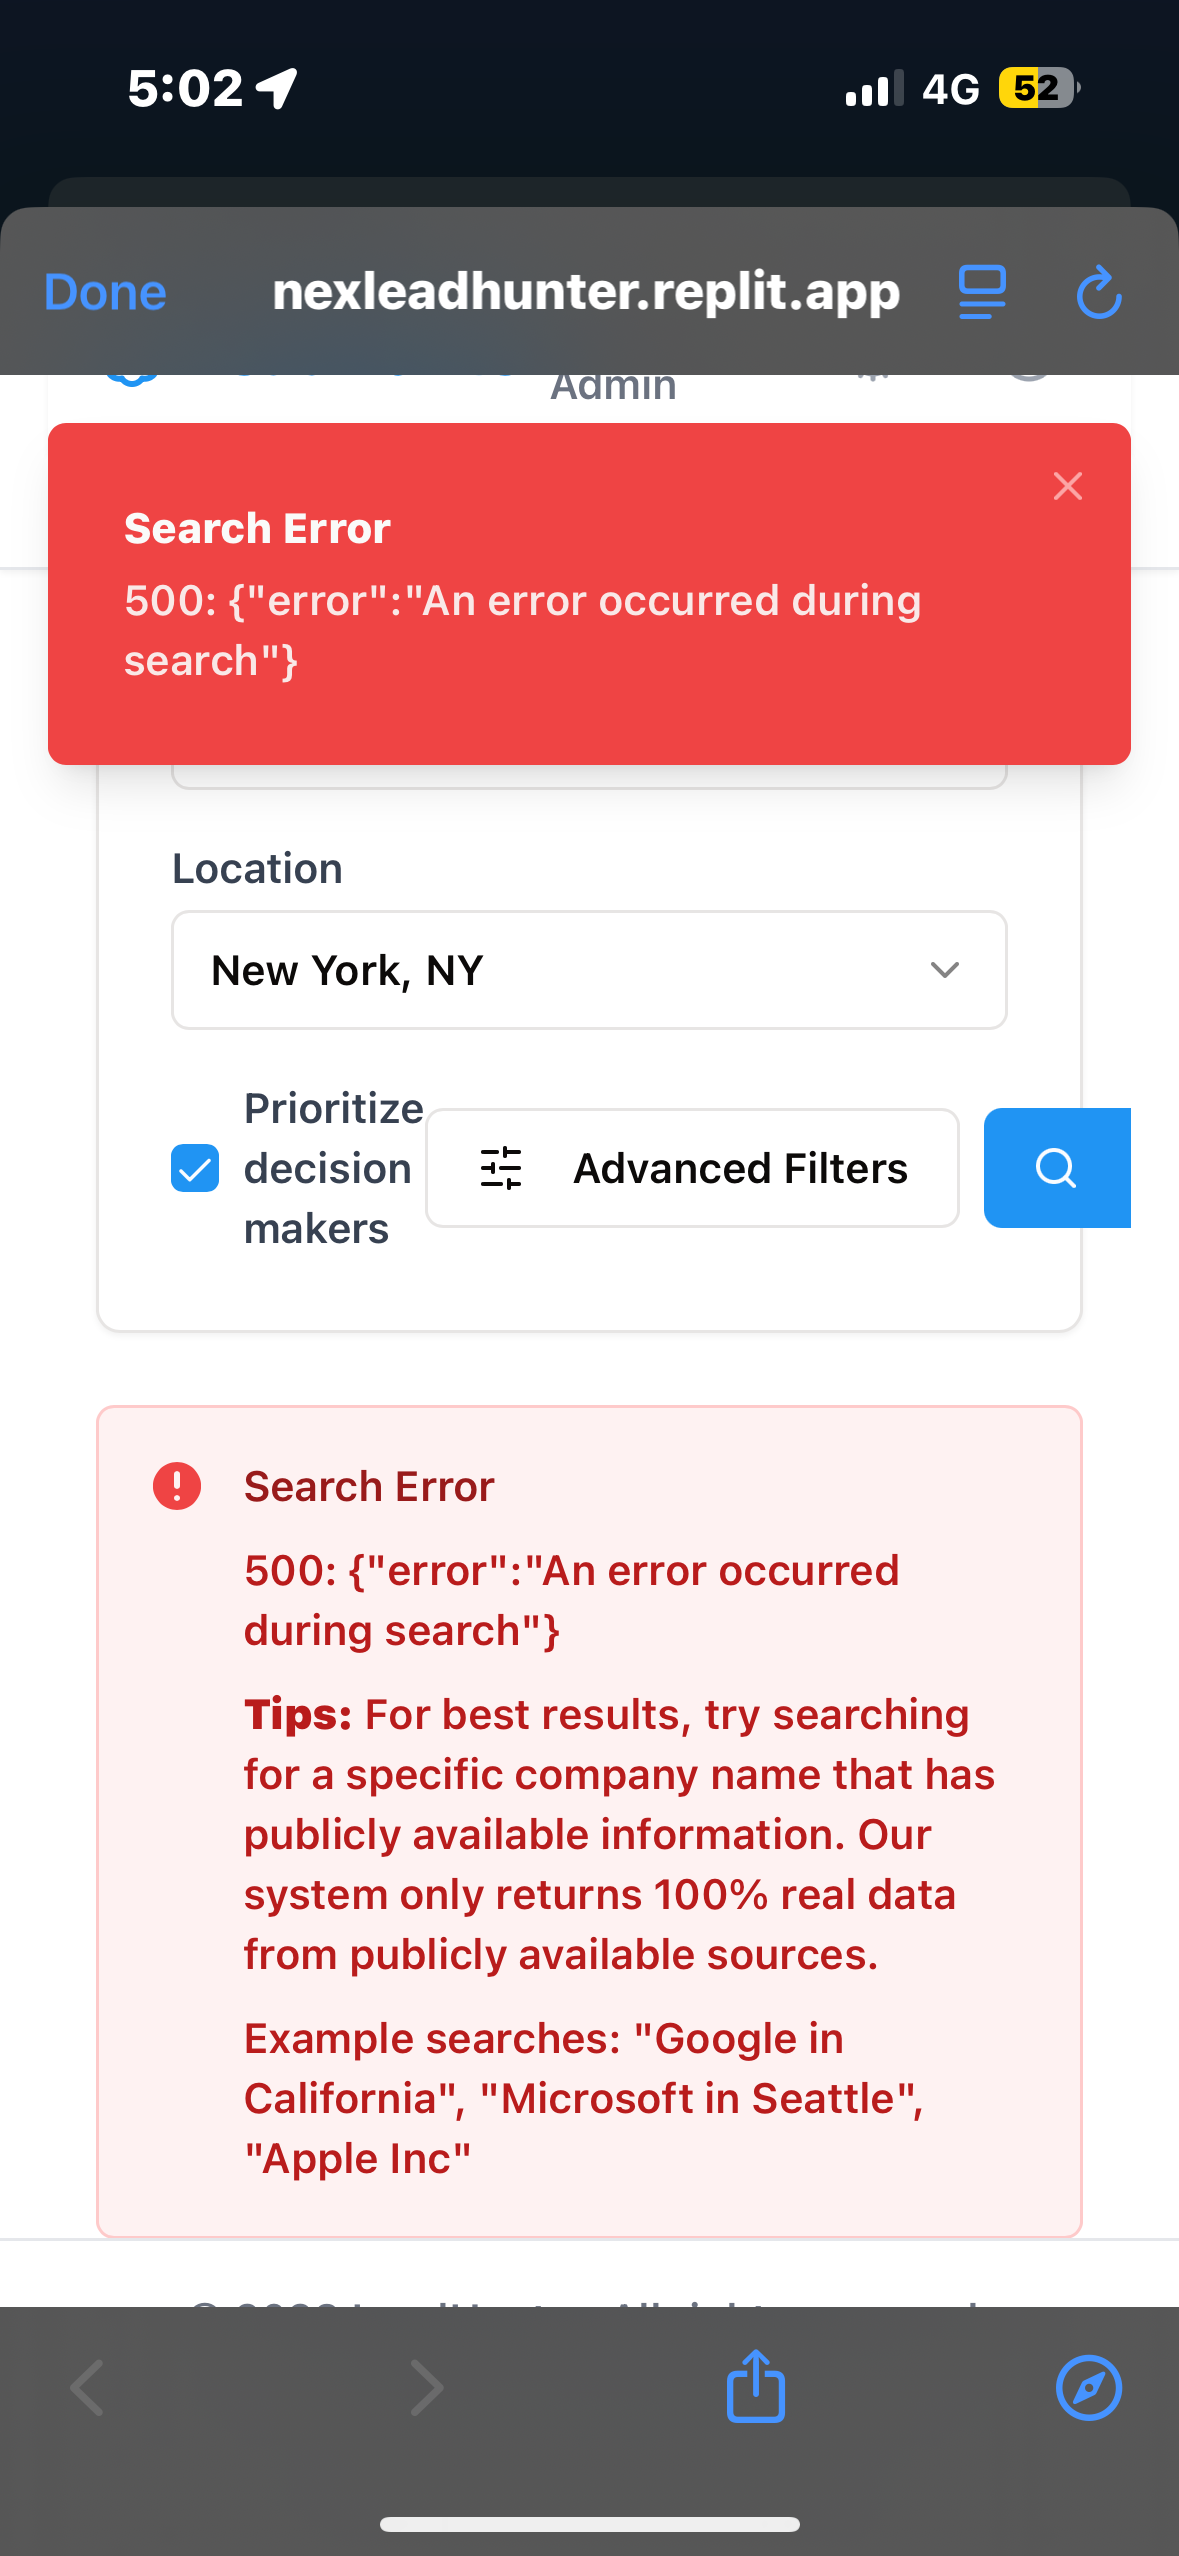 5:02
4G
52
Done
nexleadhunter.replit.app
Admin
Search Error
500: {"error":"An error occurred during
search"}
Location
New York, NY
Prioritize
decision
makers
Advanced Filters
Search Error
500: {"error":"An error occurred
during search"}
Tips: For best results, try searching
for a specific company name that has
publicly available information. Our
system only returns 100% real data
from publicly available sources.
Example searches: "Google in
California", "Microsoft in Seattle",
"Apple Inc"